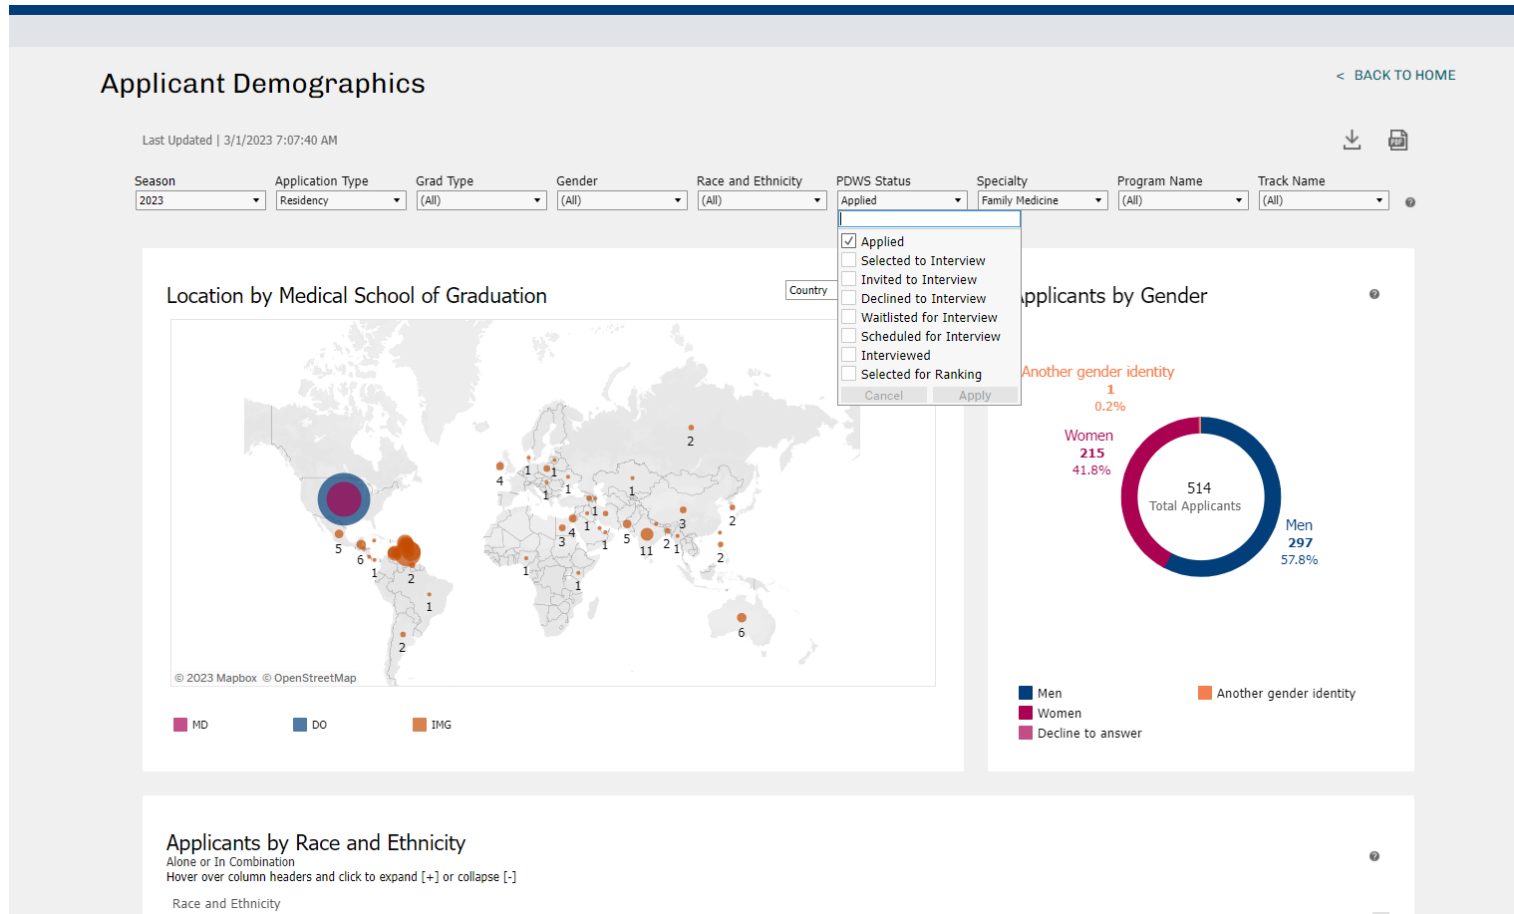 Applicant Demographics
< BACK TO HOME
Last Updated | 3/1/2023 7:07:40 AM
PDF
Season
Application Type
Grad Type
Gender
Race and Ethnicity
PDWS Status
Specialty
Program Name
Track Name
2023
Residency
(All)
(All)
(All)
Applied
Family Medicine
(All)
(All)
?
Applied
Selected to Interview
Invited to Interview
Declined to Interview
Waitlisted for Interview
Scheduled for Interview
Interviewed
Selected for Ranking
Cancel
Apply
Location by Medical School of Graduation
Country
2
4
1
1
1
1
1
5
6
1
2
1
2
3
4
1
1
1
5
11
2
1
3
2
2
1
1
6
© 2023 Mapbox © OpenStreetMap
MD
DO
IMG
Applicants by Gender
?
Another gender identity
1
0.2%
Women
215
41.8%
514
Total Applicants
Men
297
57.8%
Men
Another gender identity
Women
Decline to answer
Applicants by Race and Ethnicity
?
Alone or In Combination
Hover over column headers and click to expand [+] or collapse [-]
Race and Ethnicity